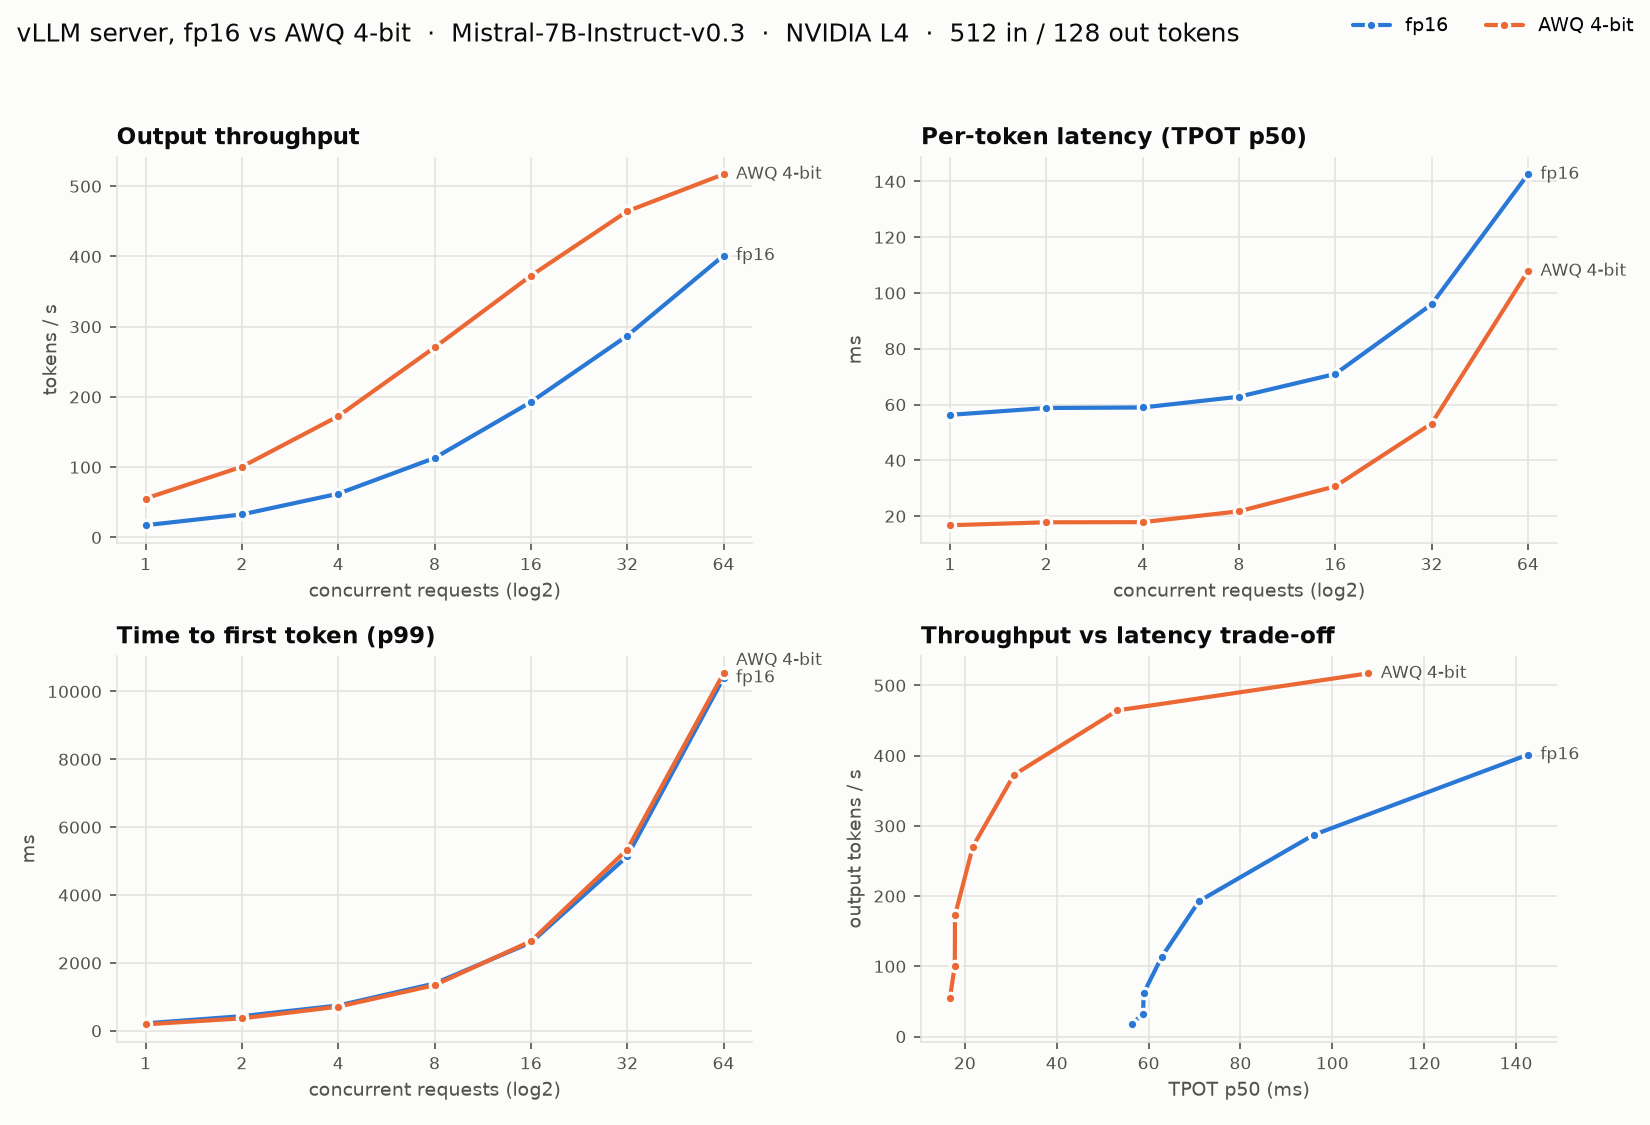 vLLM server, fp16 vs AWQ 4-bit · Mistral-7B-Instruct-v0.3 · NVIDIA L4 · 512 in / 128 out tokens
fp16
AWQ 4-bit
Output throughput
500
400
300
200
100
0
tokens / s
AWQ 4-bit
fp16
1 2 4 8 16 32 64
concurrent requests (log2)
Per-token latency (TPOT p50)
140
120
100
80
60
40
20
ms
fp16
AWQ 4-bit
1 2 4 8 16 32 64
concurrent requests (log2)
Time to first token (p99)
10000
8000
6000
4000
2000
0
ms
AWQ 4-bit
fp16
1 2 4 8 16 32 64
concurrent requests (log2)
Throughput vs latency trade-off
500
400
300
200
100
0
output tokens / s
AWQ 4-bit
fp16
20 40 60 80 100 120 140
TPOT p50 (ms)